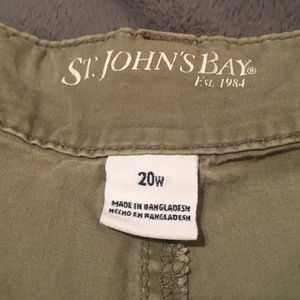 ST. JOHN'S BAY®
EST. 1984
20W
MADE IN BANGLADESH
HECHO EN BANGLADESH